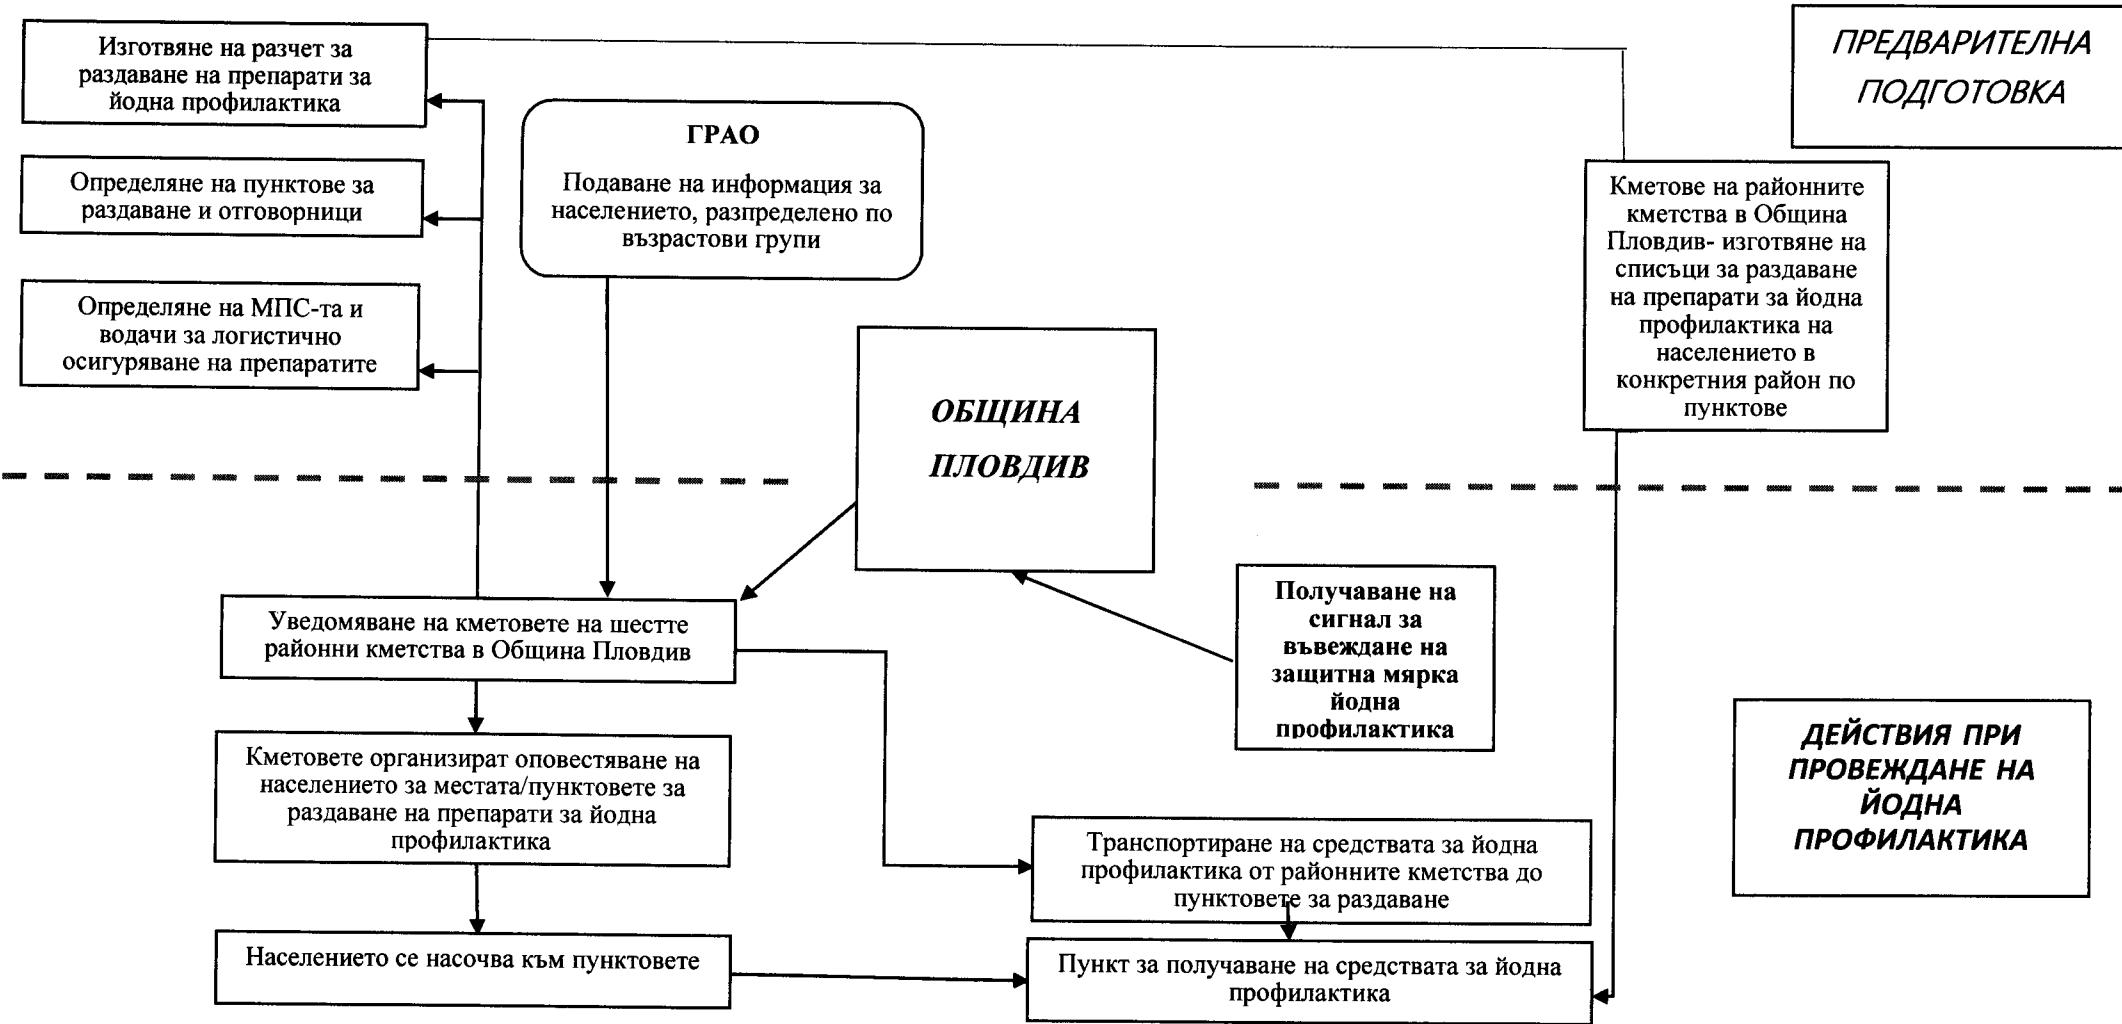 Изготвяне на разчет за
раздаване на препарати за
йодна профилактика
Определяне на пунктове за
раздаване и отговорници
Определяне на МПС-та и
водачи за логистично
осигуряване на препаратите
ГРАО
Подаване на информация за
населението, разпределено по
възрастови групи
ПРЕДВАРИТЕЛНА
ПОДГОТОВКА
Кметове на районните
кметства в Община
Пловдив- изготвяне на
списъци за раздаване
на препарати за йодна
профилактика на
населението в
конкретния район по
пунктове
ОБЩИНА
ПЛОВДИВ
Получаване на
сигнал за
въвеждане на
защитна мярка
йодна
профилактика
Уведомяване на кметовете на шестте
районни кметства в Община Пловдив
Кметовете организират оповестяване на
населението за местата/пунктовете за
раздаване на препарати за йодна
профилактика
Населението се насочва към пунктовете
Транспортиране на средствата за йодна
профилактика от районните кметства до
пунктовете за раздаване
Пункт за получаване на средствата за йодна
профилактика
ДЕЙСТВИЯ ПРИ
ПРОВЕЖДАНЕ НА
ЙОДНА
ПРОФИЛАКТИКА